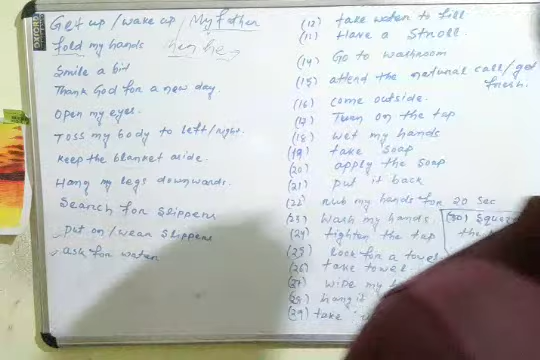 OXFORD
Get up / wake up / My father
fold my hands he, he
Smile a bit
Thank God for a new day.
Open my eyes.
Toss my body to left/right.
Keep the blanket aside.
Hang my legs downwards.
Search for Slippers
put on/wear Slippers
ask for water
(12) take water to
(13) Have a Stroll.
(14) Go to washroom
(15) attend the natural call/get
fresh.
(16) come outside.
(17) Turn on the tap
(18) wet my hands
(19) take soap
(20) apply the soap
(21) put it back
(22) rub my hands for 20 sec
(23) Wash my hands (30)
(24) tighten the tap the
(25) look for a towel
(26) take towel
(27) wipe my
(28) hang it
(29) take